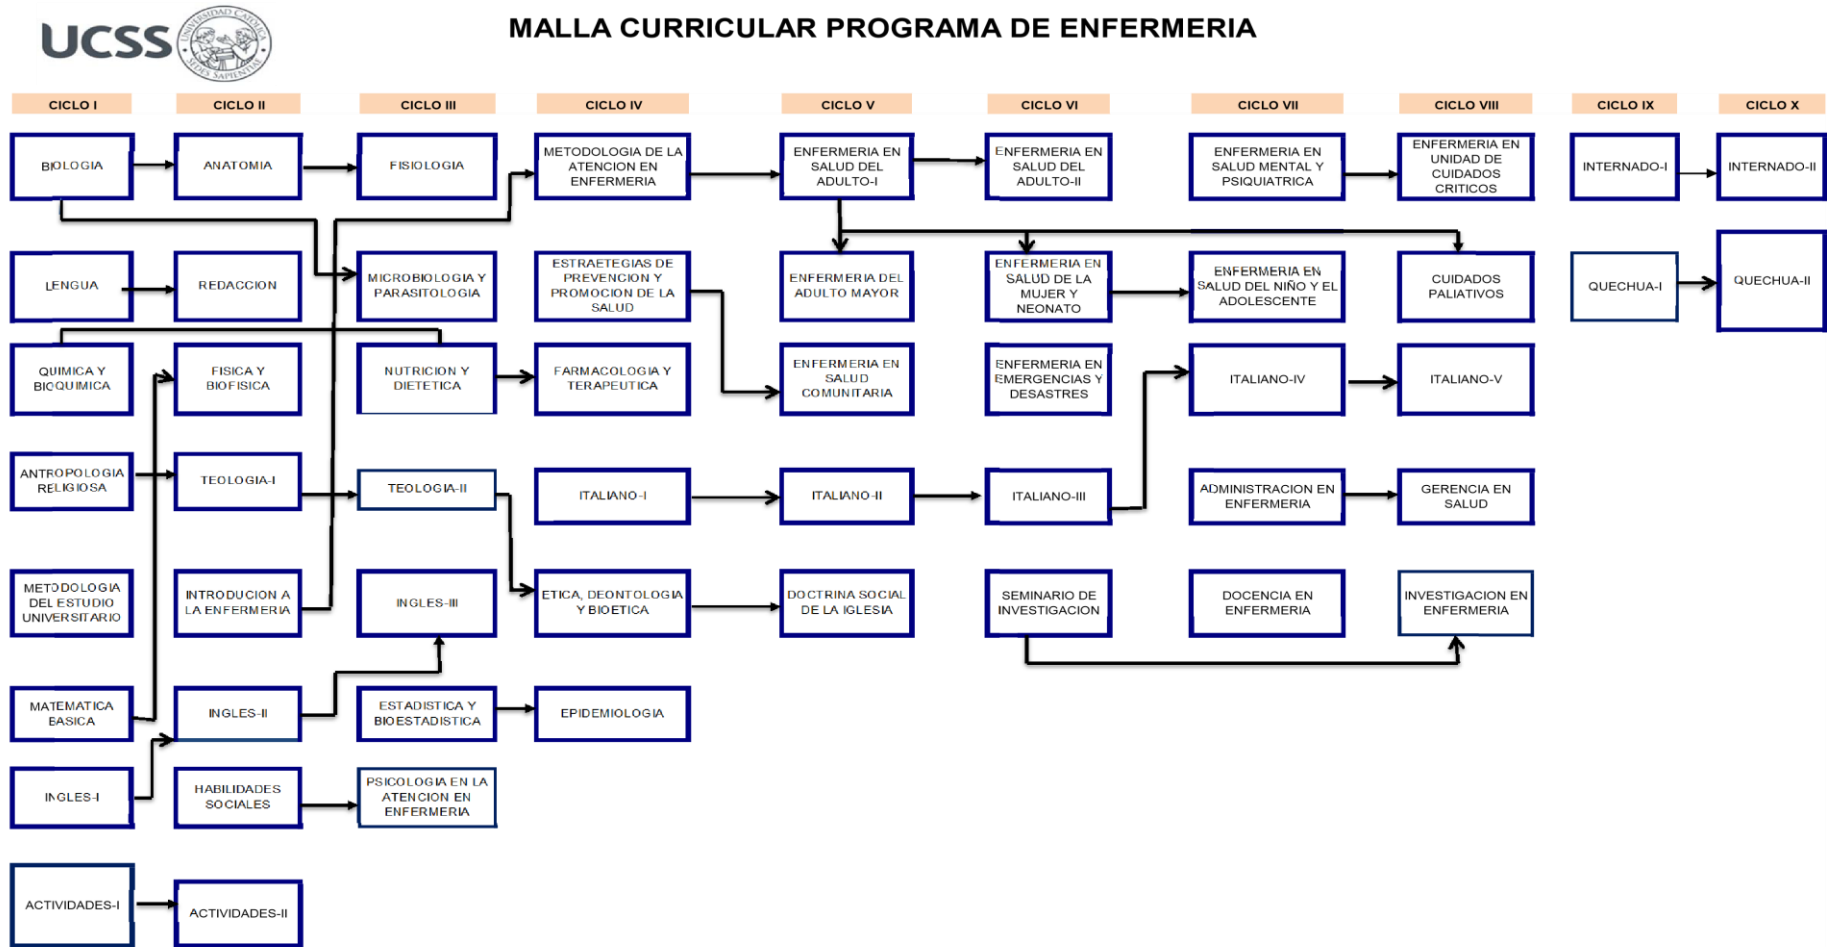 UCSS
UNIVERSIDAD CATOLICA
SEDES SAPIENTIAE
MALLA CURRICULAR PROGRAMA DE ENFERMERIA
CICLO I
CICLO II
CICLO III
CICLO IV
CICLO V
CICLO VI
CICLO VII
CICLO VIII
CICLO IX
CICLO X
BIOLOGIA
ANATOMIA
FISIOLOGIA
METODOLOGIA DE LA
ATENCION EN
ENFERMERIA
ENFERMERIA EN
SALUD DEL
ADULTO-I
ENFERMERIA EN
SALUD DEL
ADULTO-II
ENFERMERIA EN
SALUD MENTAL Y
PSIQUIATRICA
ENFERMERIA EN
UNIDAD DE
CUIDADOS
CRITICOS
INTERNADO-I
INTERNADO-II
LENGUA
REDACCION
MICROBIOLOGIA Y
PARASITOLOGIA
ESTRAETEGIAS DE
PREVENCION Y
PROMOCION DE LA
SALUD
ENFERMERIA DEL
ADULTO MAYOR
ENFERMERIA EN
SALUD DE LA
MUJER Y
NEONATO
ENFERMERIA EN
SALUD DEL NIÑO Y EL
ADOLESCENTE
CUIDADOS
PALIATIVOS
QUECHUA-I
QUECHUA-II
QUIMICA Y
BIOQUIMICA
FISICA Y
BIOFISICA
NUTRICION Y
DIETETICA
FARMACOLOGIA Y
TERAPEUTICA
ENFERMERIA EN
SALUD
COMUNITARIA
ENFERMERIA EN
EMERGENCIAS Y
DESASTRES
ITALIANO-IV
ITALIANO-V
ANTROPOLOGIA
RELIGIOSA
TEOLOGIA-I
TEOLOGIA-II
ITALIANO-I
ITALIANO-II
ITALIANO-III
ADMINISTRACION EN
ENFERMERIA
GERENCIA EN
SALUD
METODOLOGIA
DEL ESTUDIO
UNIVERSITARIO
INTRODUCION A
LA ENFERMERIA
INGLES-III
ETICA, DEONTOLOGIA
Y BIOETICA
DOCTRINA SOCIAL
DE LA IGLESIA
SEMINARIO DE
INVESTIGACION
DOCENCIA EN
ENFERMERIA
INVESTIGACION EN
ENFERMERIA
MATEMATICA
BASICA
INGLES-II
ESTADISTICA Y
BIOESTADISTICA
EPIDEMIOLOGIA
INGLES-I
HABILIDADES
SOCIALES
PSICOLOGIA EN LA
ATENCION EN
ENFERMERIA
ACTIVIDADES-I
ACTIVIDADES-II